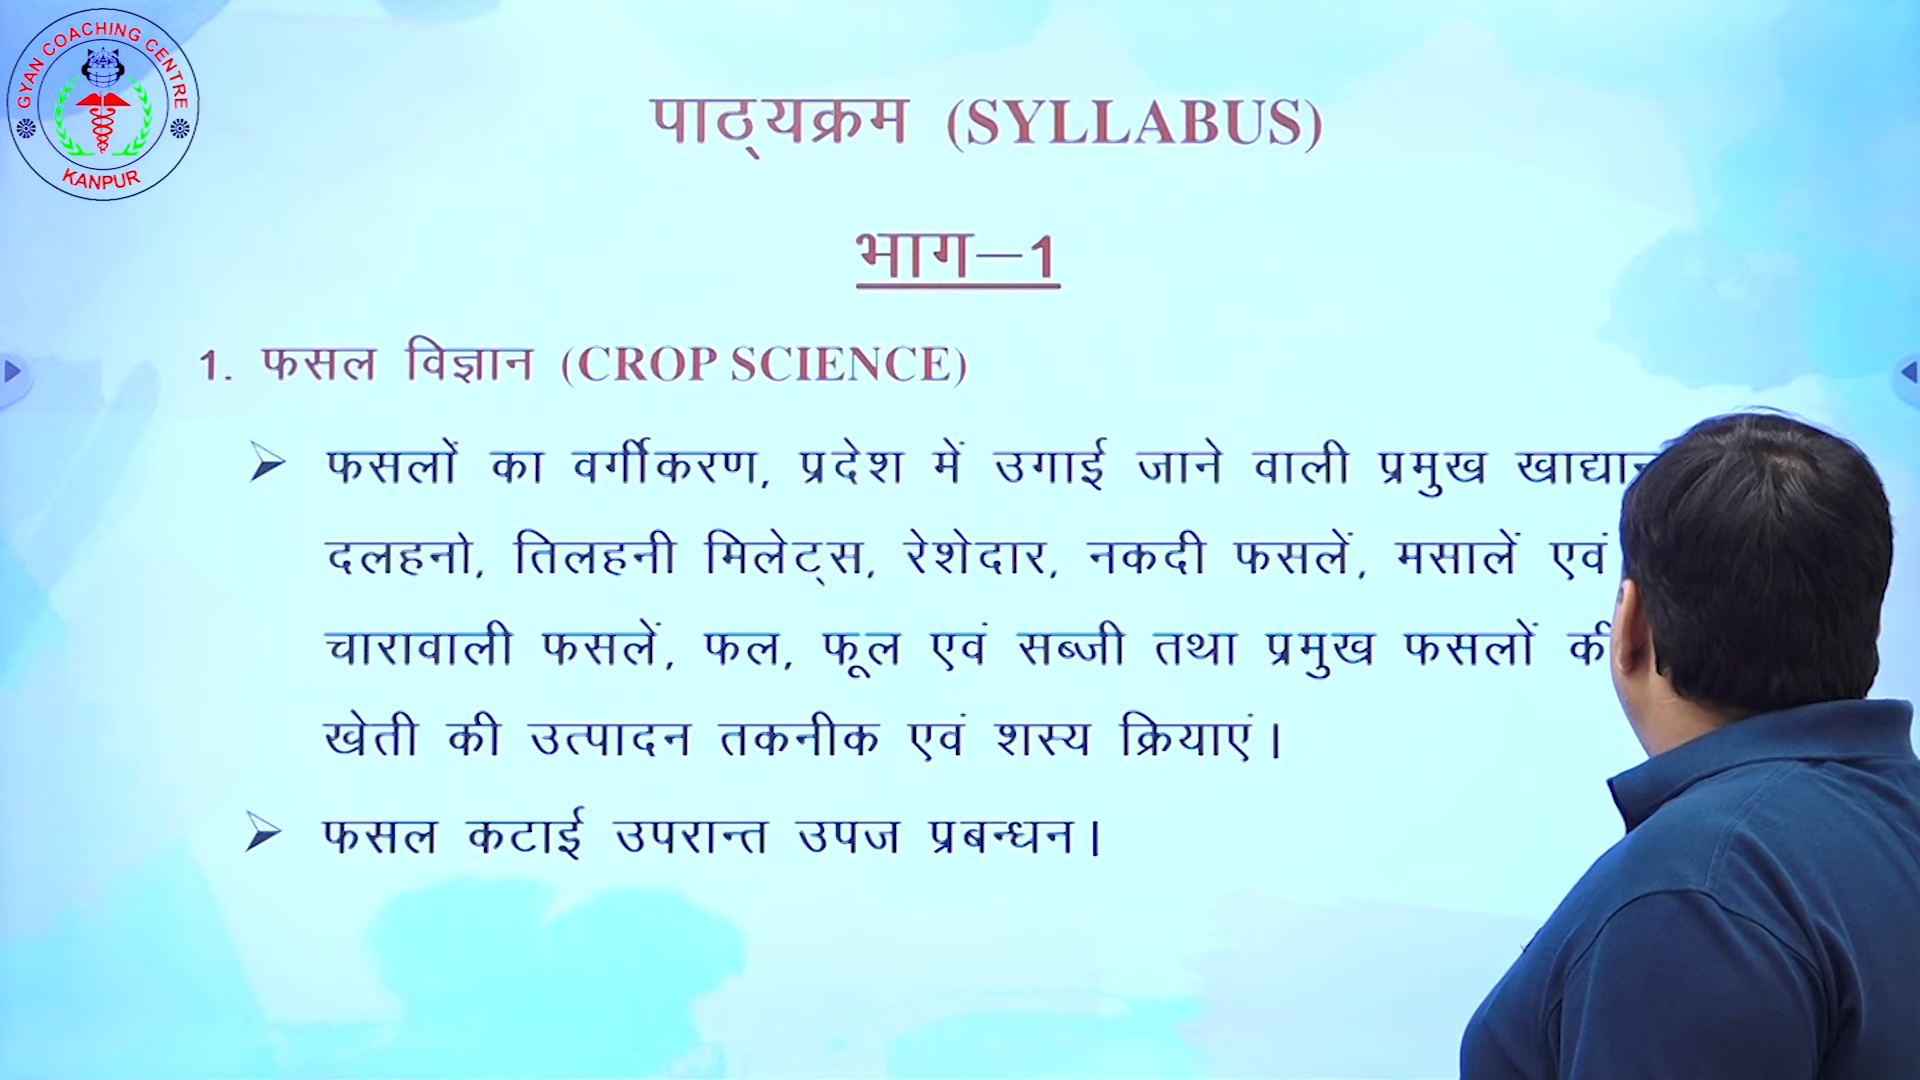 GYAN COACHING CENTRE
KANPUR
पाठ्यक्रम (SYLLABUS)
भाग–1
1. फसल विज्ञान (CROP SCIENCE)
फसलों का वर्गीकरण, प्रदेश में उगाई जाने वाली प्रमुख
दलहनो, तिलहनी मिलेट्स, रेशेदार, नकदी फसलें, मसालें एवं
चारावाली फसलें, फल, फूल एवं सब्जी तथा प्रमुख फसलों की
खेती की उत्पादन तकनीक एवं शस्य क्रियाएं।
फसल कटाई उपरान्त उपज प्रबन्धन।